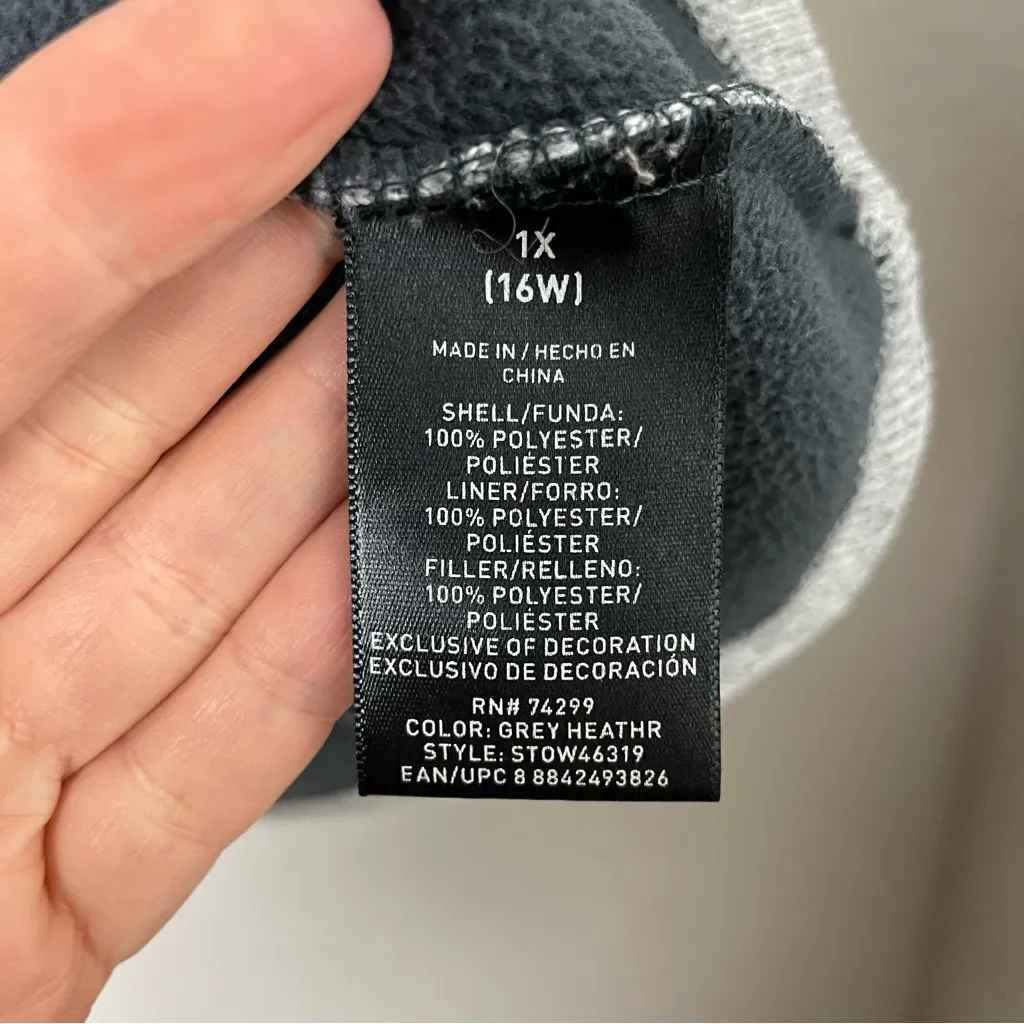 1X
(16W)
MADE IN / HECHO EN
CHINA
SHELL/FUNDA:
100% POLYESTER/
POLIÉSTER
LINER/FORRO:
100% POLYESTER/
POLIÉSTER
FILLER/RELLENO:
100% POLYESTER/
POLIÉSTER
EXCLUSIVE OF DECORATION
EXCLUSIVO DE DECORACIÓN
RN# 74299
COLOR: GREY HEATHR
STYLE: STOW46319
EAN/UPC 8 8842493826